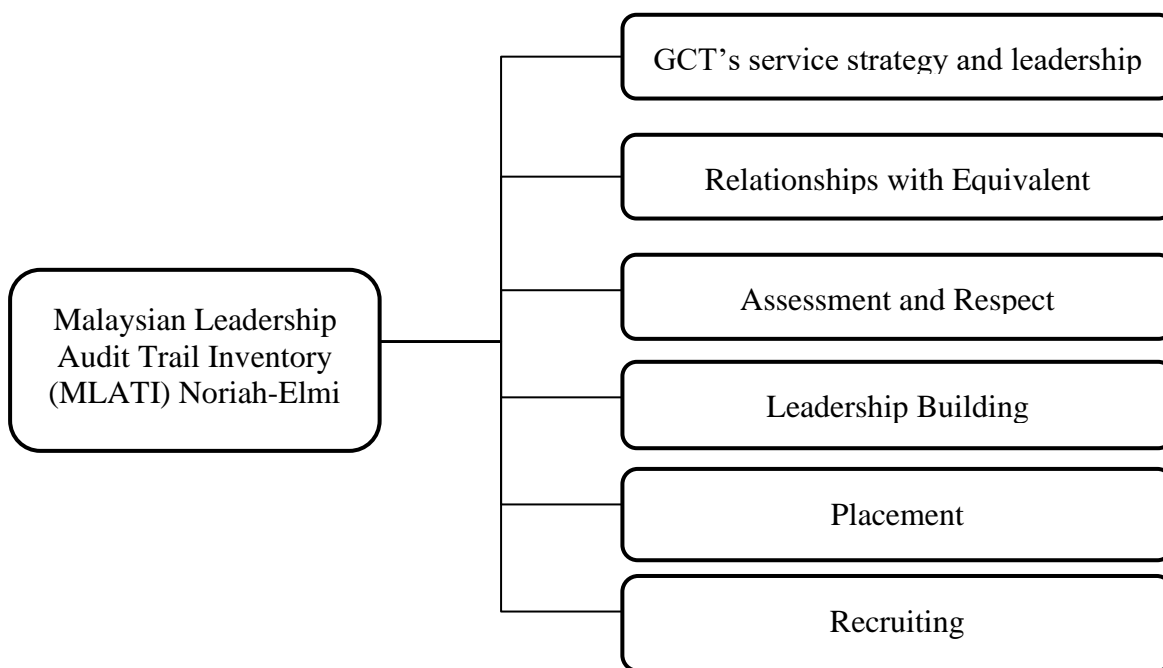 GCT’s service strategy and leadership
Relationships with Equivalent
Assessment and Respect
Malaysian Leadership
Audit Trail Inventory
(MLATI) Noriah-Elmi
Leadership Building
Placement
Recruiting